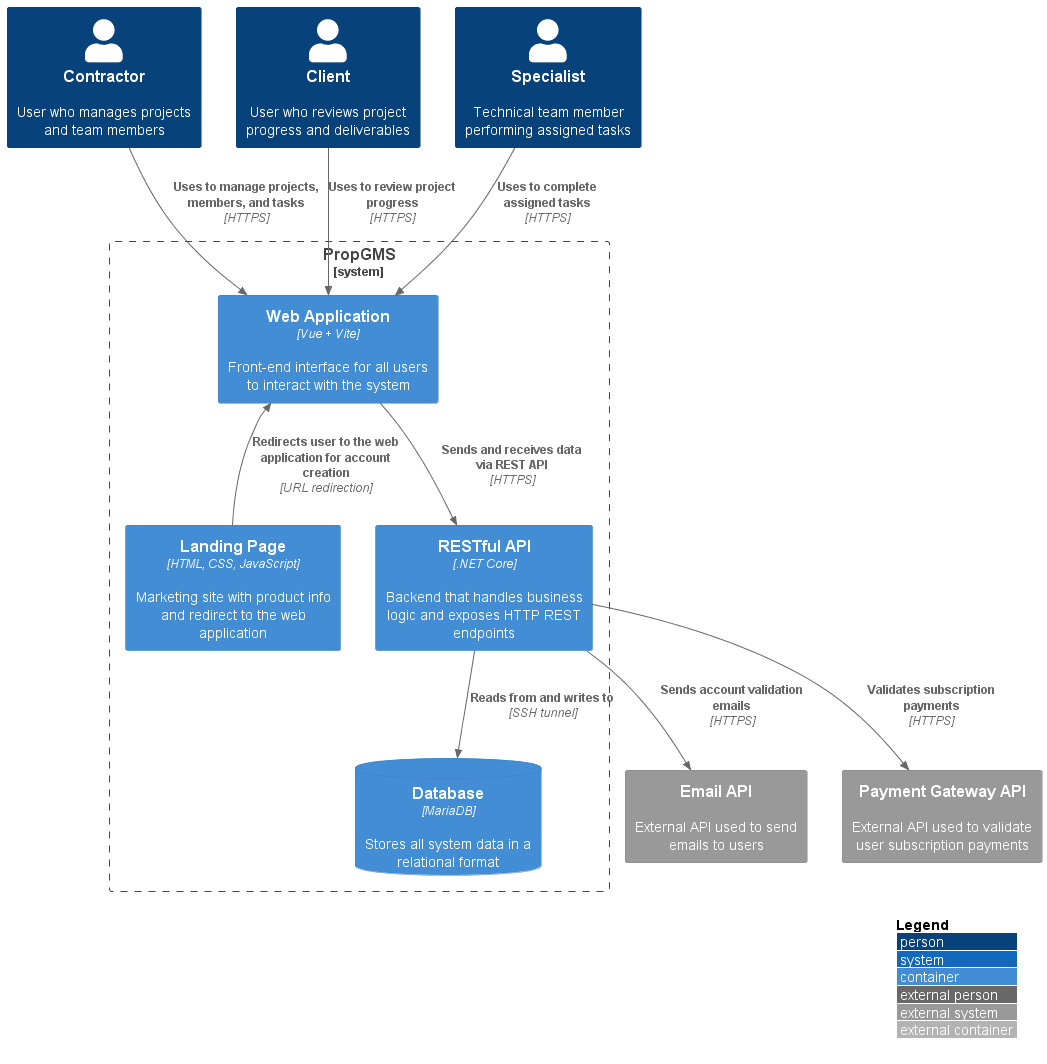 Contractor
User who manages projects
and team members
Client
User who reviews project
progress and deliverables
Specialist
Technical team member
performing assigned tasks
Uses to manage projects,
members, and tasks
[HTTPS]
Uses to review project
progress
[HTTPS]
Uses to complete
assigned tasks
[HTTPS]
PropGMS
[system]
Web Application
[Vue + Vite]
Front-end interface for all users
to interact with the system
Redirects user to the web
application for account
creation
[URL redirection]
Sends and receives data
via REST API
[HTTPS]
Landing Page
[HTML, CSS, JavaScript]
Marketing site with product info
and redirect to the web
application
RESTful API
[.NET Core]
Backend that handles business
logic and exposes HTTP REST
endpoints
Reads from and writes to
[SSH tunnel]
Sends account validation
emails
[HTTPS]
Validates subscription
payments
[HTTPS]
Database
[MariaDB]
Stores all system data in a
relational format
Email API
External API used to send
emails to users
Payment Gateway API
External API used to validate
user subscription payments
Legend
person
system
container
external person
external system
external container